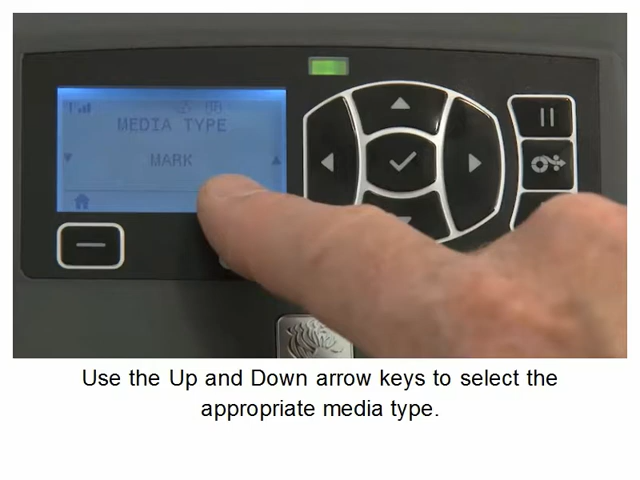 MEDIA TYPE
MARK
Use the Up and Down arrow keys to select the
appropriate media type.